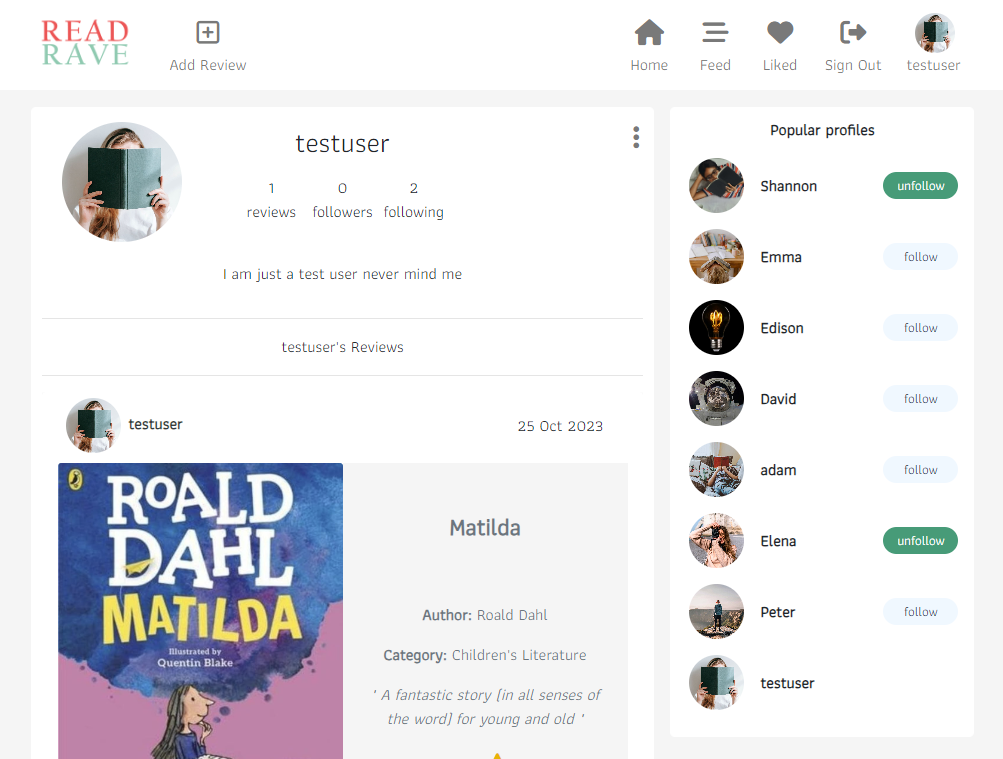 READ
RAVE
Add Review
Home
Feed
Liked
Sign Out
testuser
testuser
1
reviews
0
followers
2
following
I am just a test user never mind me
testuser's Reviews
testuser
25 Oct 2023
ROALD
DAHL
MATILDA
Illustrated by
Quentin Blake
Matilda
Author: Roald Dahl
Category: Children's Literature
' A fantastic story [in all senses of
the word] for young and old '
Popular profiles
Shannon
unfollow
Emma
follow
Edison
follow
David
follow
adam
follow
Elena
unfollow
Peter
follow
testuser